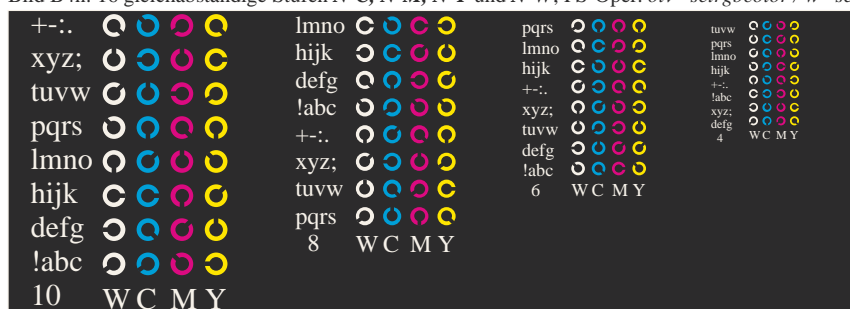 +-:.
xyz;
tuvw
pqrs
lmno
hijk
defg
!abc
10 W C M Y
lmno
hijk
defg
!abc
+-:.
xyz;
tuvw
pqrs
8 W C M Y
pqrs
lmno
hijk
+-:.
xyz;
tuvw
defg
!abc
6 W C M Y
tuvw
pqrs
lmno
hijk
+-:.
!abc
xyz;
defg
4 W C M Y